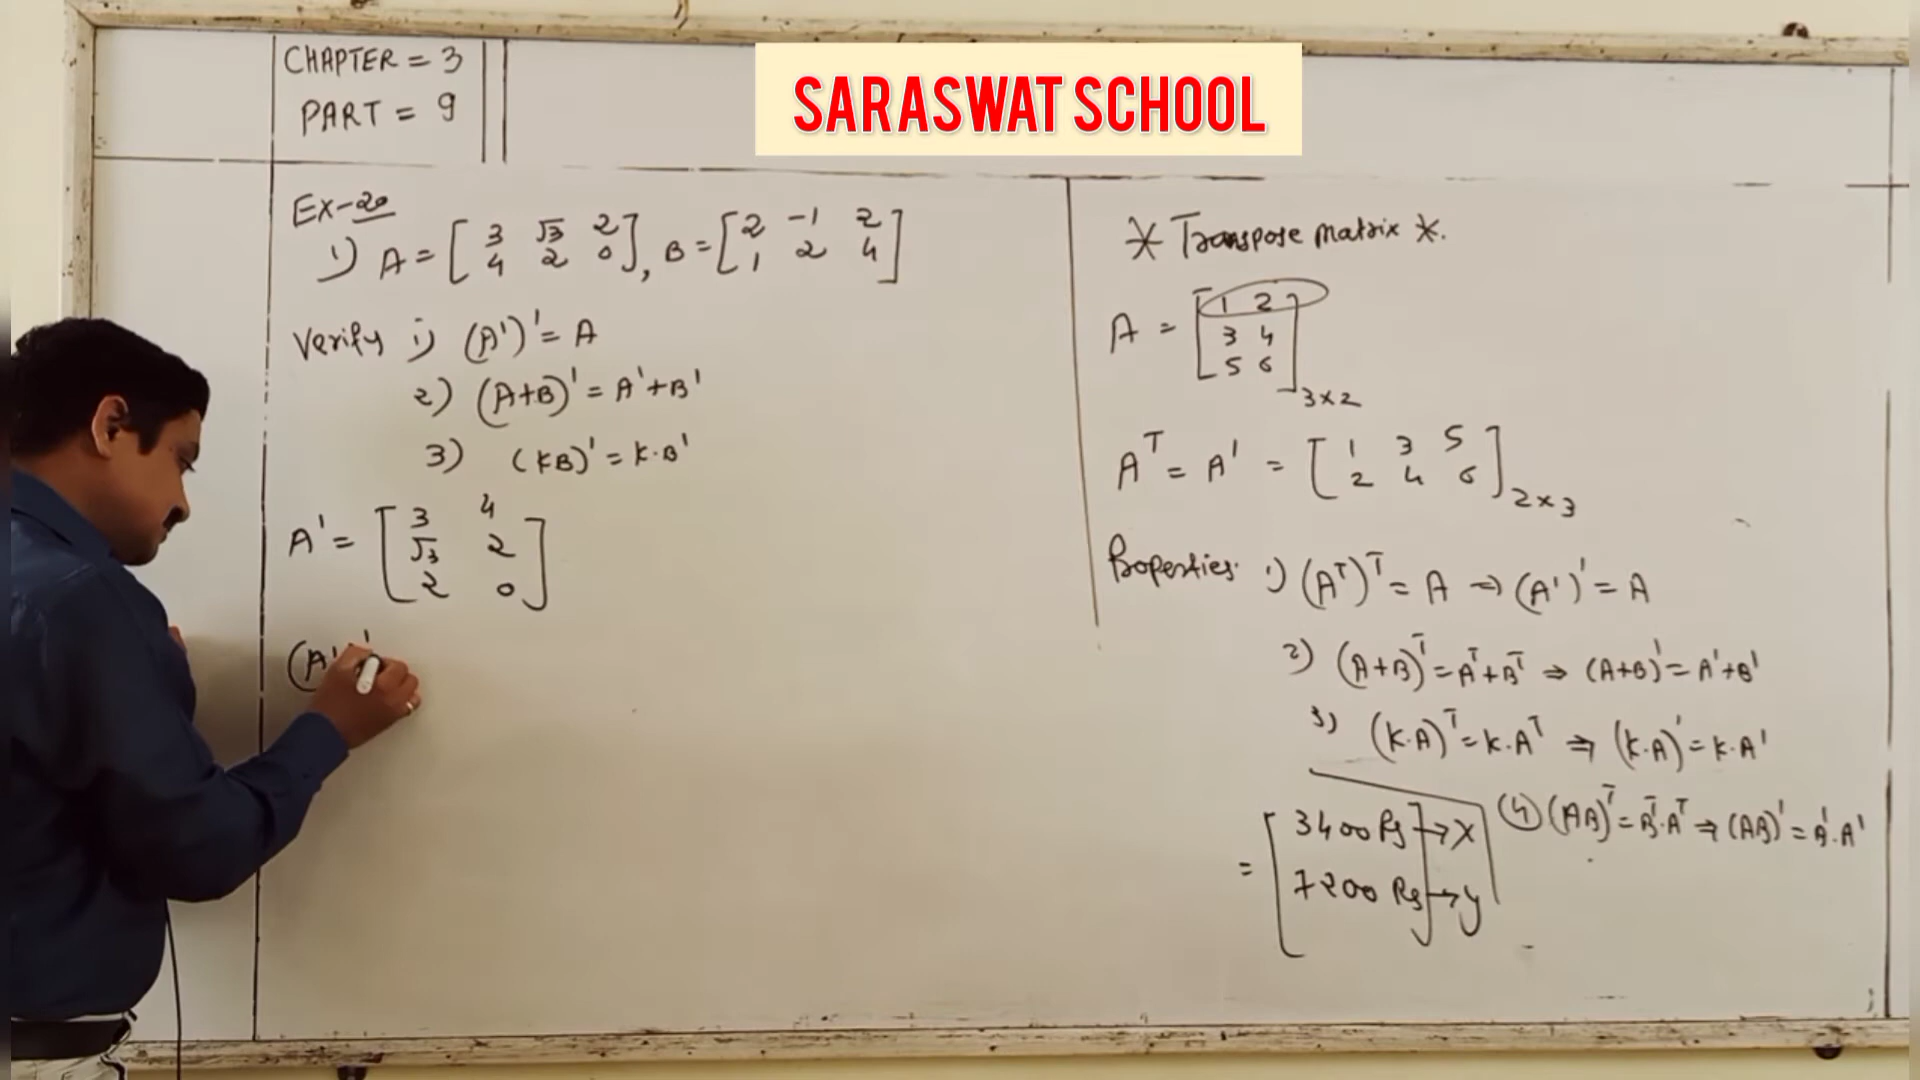 CHAPTER = 3
PART = 9
SARASWAT SCHOOL
Ex-20
1) A = [ 3 √3 2
4 2 0 ], B = [ 2 -1 2
1 2 4 ]
Verify i) (A')' = A
2) (A+B)' = A'+B'
3) (KB)' = K·B'
A' = [ 3 4
√3 2
2 0 ]
(A'
* Transpose matrix *.
A = [ 1 2
3 4
5 6 ] 3×2
A^T = A' = [ 1 3 5
2 4 6 ] 2×3
Properties· 1) (A^T)^T = A ⇒ (A')' = A
2) (A+B)^T = A^T+B^T ⇒ (A+B)' = A'+B'
3) (K·A)^T = K·A^T ⇒ (K·A)' = K·A'
(4) (AB)^T = B^T·A^T ⇒ (AB)' = B'·A'
= [ 3400 Rs ] → X
7200 Rs ] → y